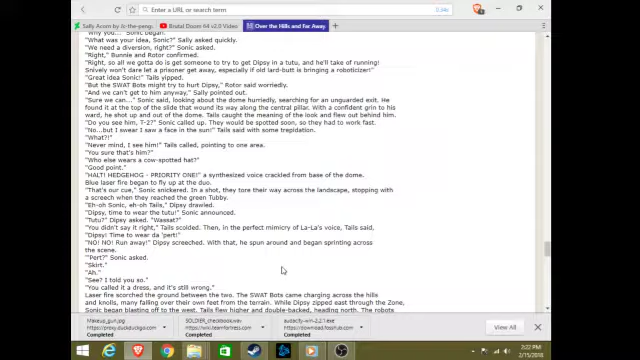 Enter a URL or search term
Sally Acorn by Ai-the-peng
Brutal Doom 64 v2.0 Video
Over the Hills and Far Away
"Why you..." Sonic began.
"What was your idea, Sonic?" Sally asked quickly.
"We need a diversion, right?" Sonic asked.
"Right," Bunnie and Rotor confirmed.
"Right, so all we gotta do is get someone to try to get Dipsy in a tutu, and he'll take of running!
Snively won't dare let a prisoner get away, especially if old lard-butt is bringing a roboticizer!"
"Great idea Sonic!" Tails yipped.
"But the SWAT Bots might try to hurt Dipsy," Rotor said worriedly.
"And we can't get to him anyway," Sally pointed out.
"Sure we can..." Sonic said, looking about the dome hurriedly, searching for an unguarded exit. He
found it at the top of the slide that wound its way along the central pillar. With a confident grin to his
ward, he shot up and out of the dome. Tails caught the meaning of the look and flew out behind him.
"Do you see him, T-2?" Sonic called up. They would be spotted soon, so they had to work fast.
"No...but I swear I saw a face in the sun!" Tails said with some trepidation.
"What?!"
"Never mind, I see him!" Tails called, pointing to one area.
"You sure that's him?"
"Who else wears a cow-spotted hat?"
"Good point."
"HALT! HEDGEHOG - PRIORITY ONE!" a synthesized voice crackled from base of the dome.
Blue laser fire began to fly up at the duo.
"That's our cue," Sonic snickered. In a shot, they tore their way across the landscape, stopping with
a screech when they reached the green Tubby.
"Eh-oh Sonic, eh-oh Tails," Dipsy drawled.
"Dipsy, time to wear the tutu!" Sonic announced.
"Tutu?" Dipsy asked. "Wassat?"
"You didn't say it right," Tails scolded. Then, in the perfect mimicry of La-La's voice, Tails said,
"Dipsy! Time to wear da 'pert!"
"NO! NO! Run away!" Dipsy screeched. With that, he spun around and began sprinting across
the scene.
"Pert?" Sonic asked.
"Skirt."
"Ah."
"See? I told you so."
"You called it a dress, and it's still wrong."
Laser fire scorched the ground between the two. The SWAT Bots came charging across the hills
and knolls, many falling over their own feet from the terrain. While Dipsy zipped east through the Zone,
Sonic began blasting off to the west. Tails flew higher and double-backed, heading north. The robots
SOLDIER_checkbook.wav
audacity-win-2.2.1.exe
https://proxy.duckduckgo.com...
https://wiki.teamfortress...
https://download.fosshub.com...
Completed
Completed
Completed
View All
2:22 PM
2/15/2018